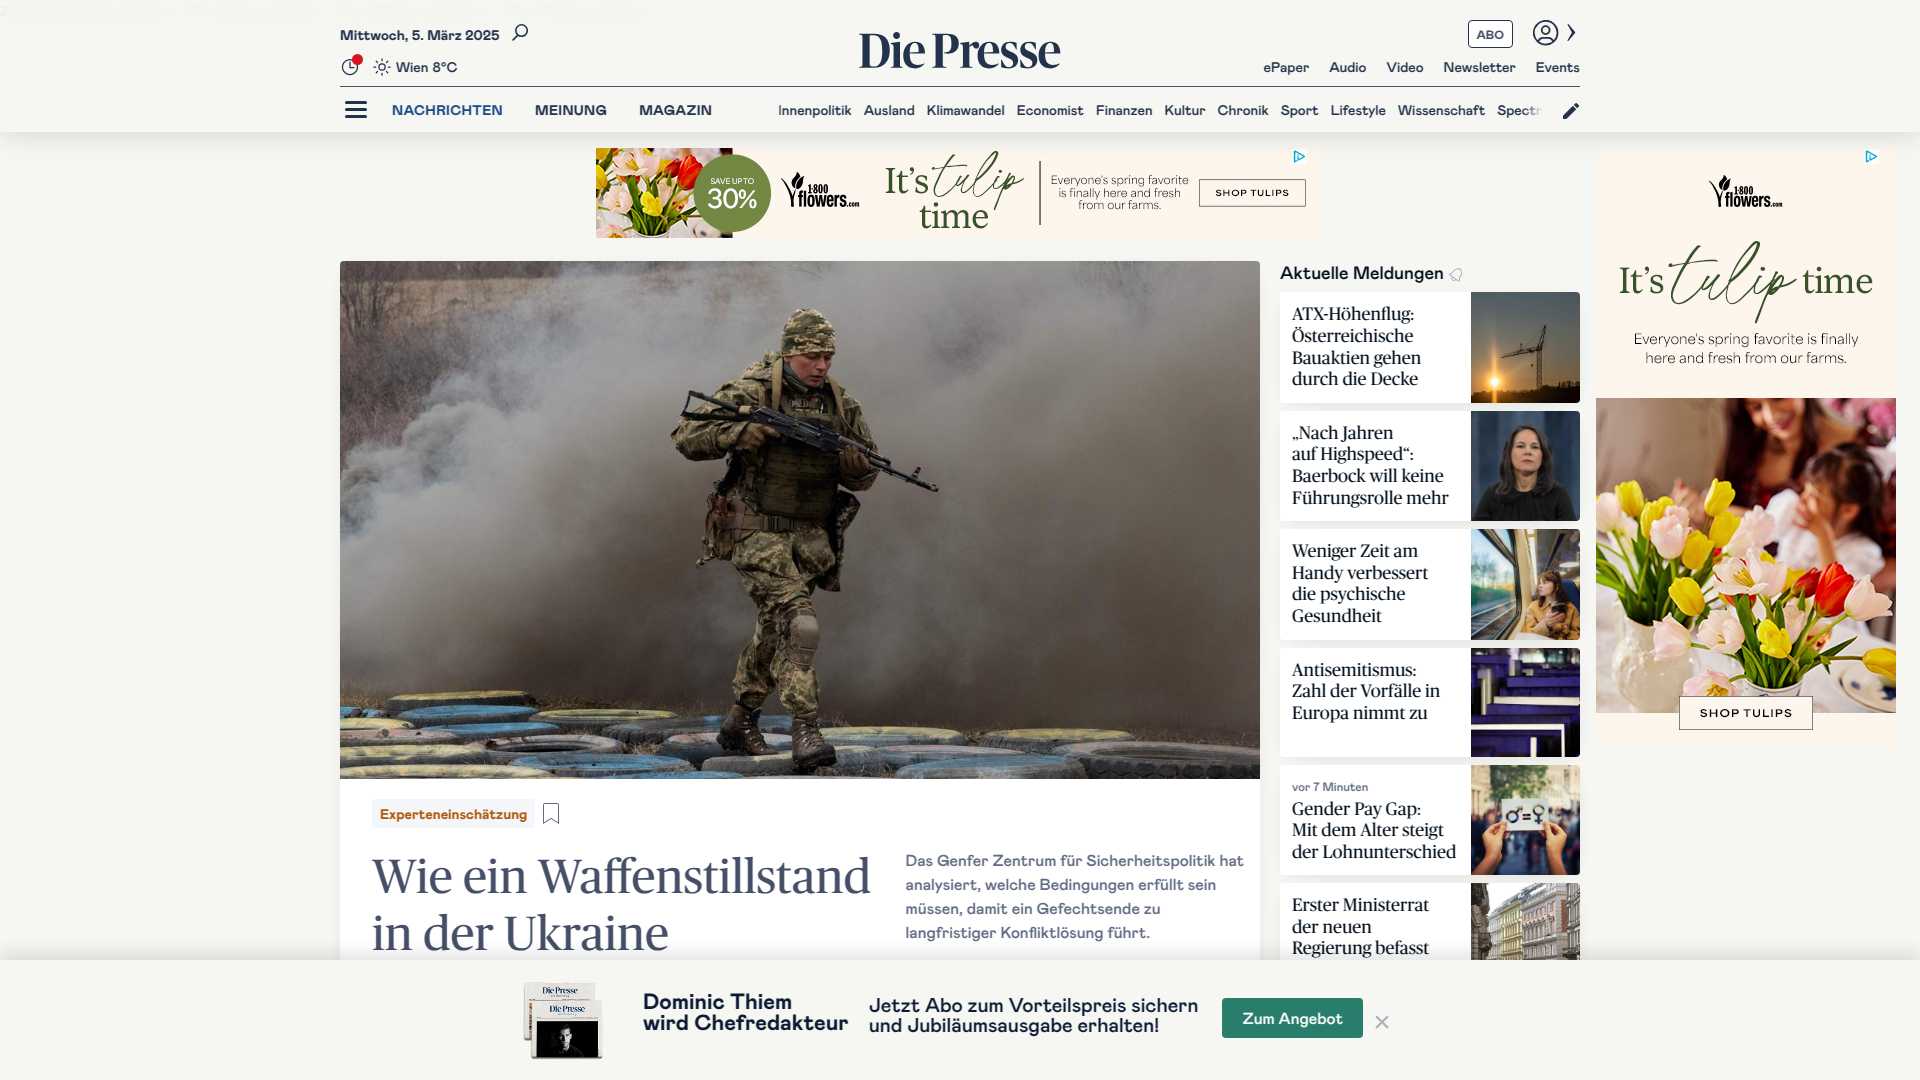 Mittwoch, 5. März 2025
Wien 8°C
Die Presse
ABO
ePaper
Audio
Video
Newsletter
Events
NACHRICHTEN
MEINUNG
MAGAZIN
Innenpolitik
Ausland
Klimawandel
Economist
Finanzen
Kultur
Chronik
Sport
Lifestyle
Wissenschaft
Spectr
SAVE UP TO
30%
1·800
flowers.com
It's tulip
time
Everyone's spring favorite
is finally here and fresh
from our farms.
SHOP TULIPS
1·800
flowers.com
It's tulip time
Everyone's spring favorite is finally
here and fresh from our farms.
SHOP TULIPS
Experteneinschätzung
Wie ein Waffenstillstand
in der Ukraine
Das Genfer Zentrum für Sicherheitspolitik hat
analysiert, welche Bedingungen erfüllt sein
müssen, damit ein Gefechtsende zu
langfristiger Konfliktlösung führt.
Aktuelle Meldungen
ATX-Höhenflug:
Österreichische
Bauaktien gehen
durch die Decke
„Nach Jahren
auf Highspeed“:
Baerbock will keine
Führungsrolle mehr
Weniger Zeit am
Handy verbessert
die psychische
Gesundheit
Antisemitismus:
Zahl der Vorfälle in
Europa nimmt zu
vor 7 Minuten
Gender Pay Gap:
Mit dem Alter steigt
der Lohnunterschied
Erster Ministerrat
der neuen
Regierung befasst
Die Presse
Die Presse
Dominic Thiem
wird Chefredakteur
Jetzt Abo zum Vorteilspreis sichern
und Jubiläumsausgabe erhalten!
Zum Angebot